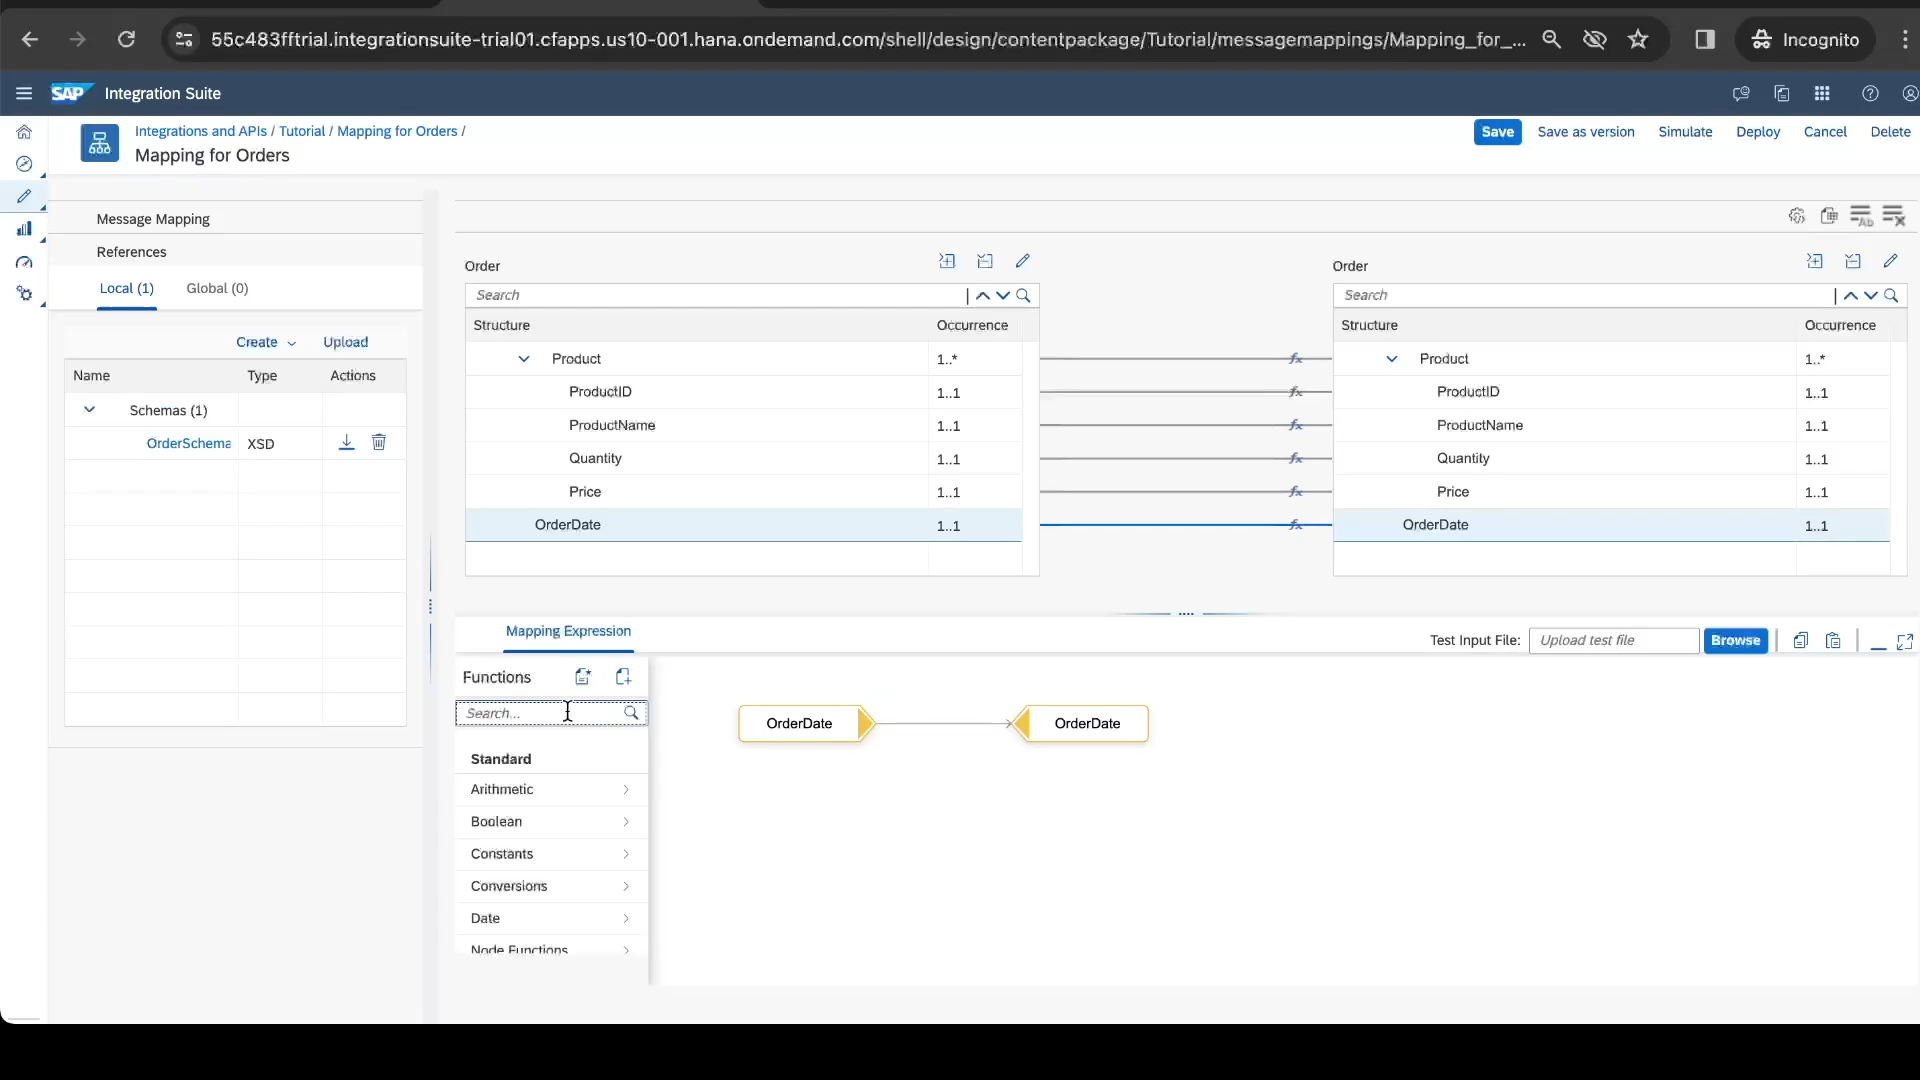 55c483fftrial.integrationsuite-trial01.cfapps.us10-001.hana.ondemand.com/shell/design/contentpackage/Tutorial/messagemappings/Mapping_for_... Incognito
SAP Integration Suite
Integrations and APIs / Tutorial / Mapping for Orders /
Mapping for Orders
Save Save as version Simulate Deploy Cancel Delete
Message Mapping
References
Local (1) Global (0)
Create Upload
Name Type Actions
Schemas (1)
OrderSchema XSD
Order
Search
Structure Occurrence
Product 1..*
ProductID 1..1
ProductName 1..1
Quantity 1..1
Price 1..1
OrderDate 1..1
fx
fx
fx
fx
fx
fx
Order
Search
Structure Occurrence
Product 1..*
ProductID 1..1
ProductName 1..1
Quantity 1..1
Price 1..1
OrderDate 1..1
Mapping Expression
Test Input File: Upload test file Browse
Functions
Search...
Standard
Arithmetic
Boolean
Constants
Conversions
Date
Node Functions
OrderDate OrderDate